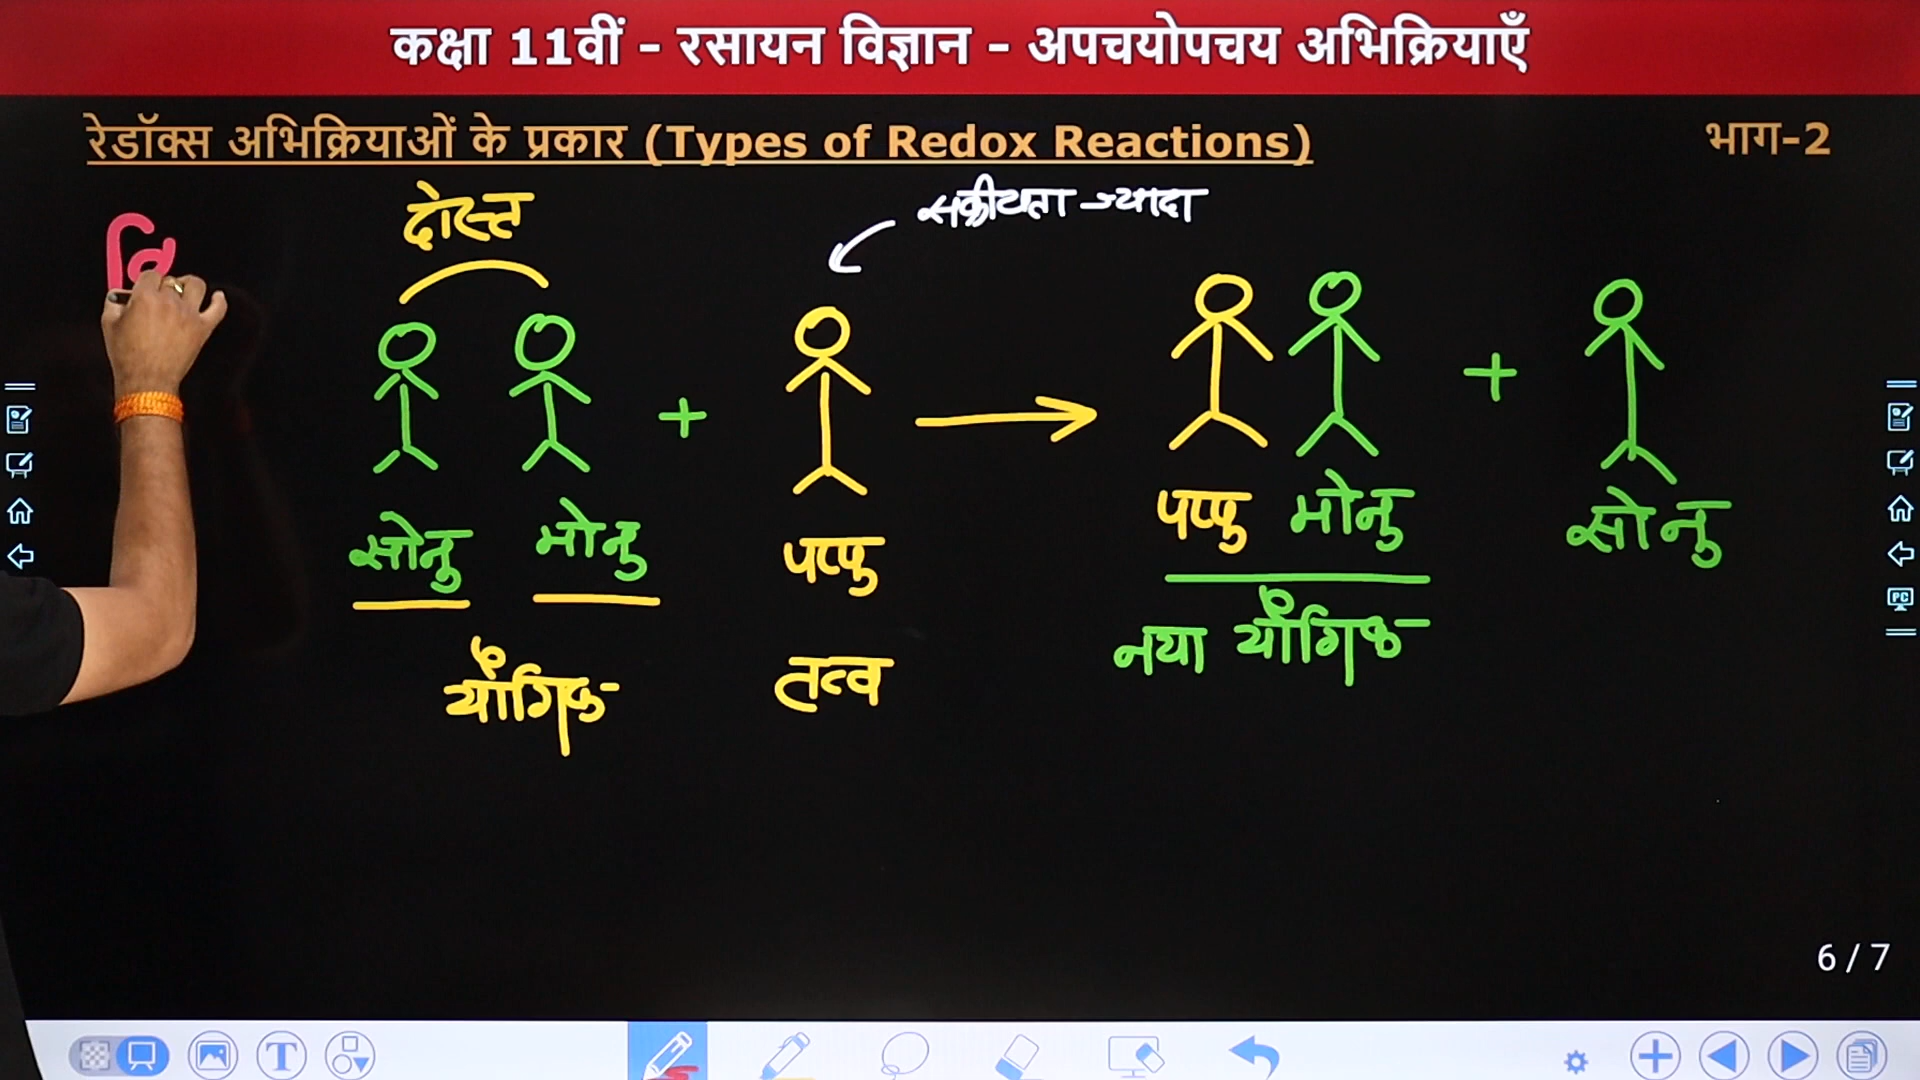 कक्षा 11वीं - रसायन विज्ञान - अपचयोपचय अभिक्रियाएँ
रेडॉक्स अभिक्रियाओं के प्रकार (Types of Redox Reactions)
भाग-2
दोस्त
सक्रीयता ज्यादा
वि
+
+
सोनु मोनु
पप्पु
पप्पु मोनु
सोनु
यौगिक
तत्व
नया यौगिक
PC
6 / 7
T